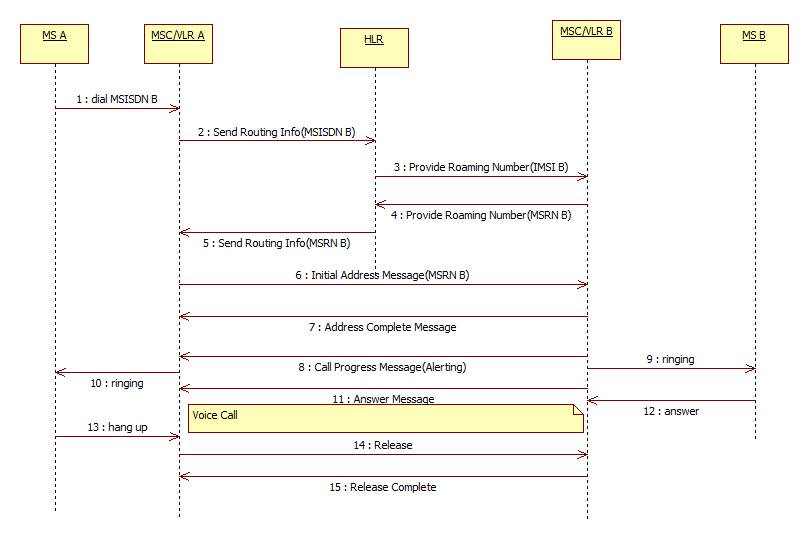 MS A
MSC/VLR A
HLR
MSC/VLR B
MS B
1 : dial MSISDN B
2 : Send Routing Info(MSISDN B)
3 : Provide Roaming Number(IMSI B)
4 : Provide Roaming Number(MSRN B)
5 : Send Routing Info(MSRN B)
6 : Initial Address Message(MSRN B)
7 : Address Complete Message
8 : Call Progress Message(Alerting)
9 : ringing
10 : ringing
11 : Answer Message
12 : answer
Voice Call
13 : hang up
14 : Release
15 : Release Complete